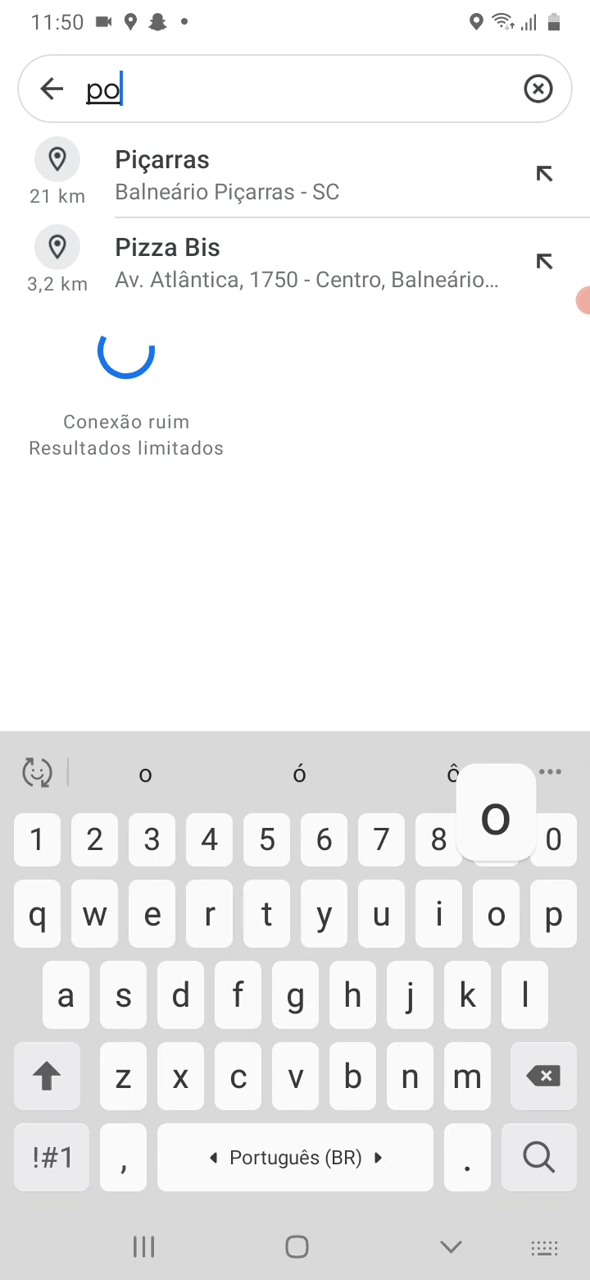 11:50
po
Piçarras
21 km
Balneário Piçarras - SC
Pizza Bis
3,2 km
Av. Atlântica, 1750 - Centro, Balneário...
Conexão ruim
Resultados limitados
o ó ô
o
1 2 3 4 5 6 7 8 0
q w e r t y u i o p
a s d f g h j k l
z x c v b n m
!#1 , Português (BR) .